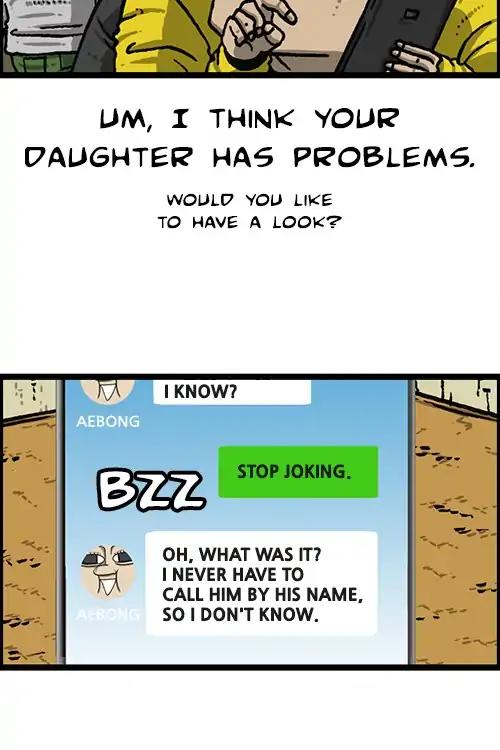 UM, I THINK YOUR
DAUGHTER HAS PROBLEMS.
WOULD YOU LIKE
TO HAVE A LOOK?
I KNOW?
AEBONG
STOP JOKING.
BZZ
OH, WHAT WAS IT?
I NEVER HAVE TO
CALL HIM BY HIS NAME,
SO I DON'T KNOW.
AEBONG